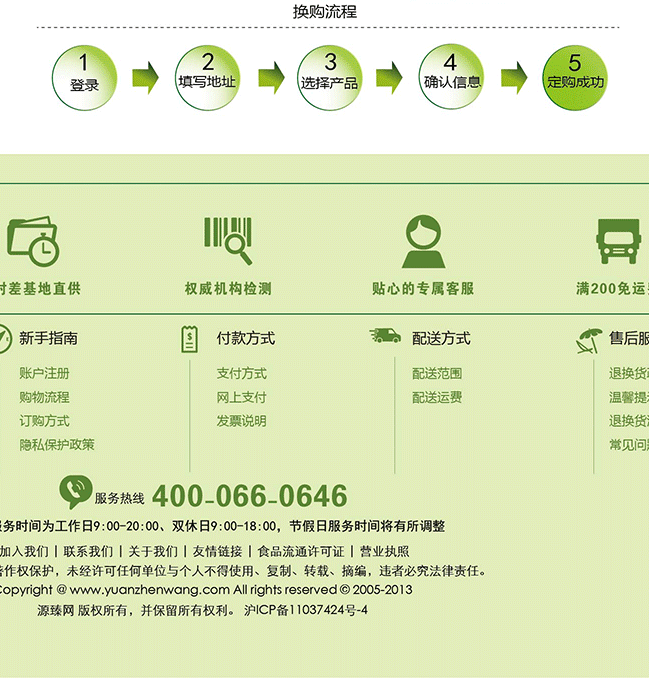 换购流程
1 2 3 4 5
登录 填写地址 选择产品 确认信息 定购成功
差基地直供 权威机构检测 贴心的专属客服 满200免运
新手指南 付款方式 配送方式 售后服
账户注册 支付方式 配送范围 退换货
购物流程 网上支付 配送运费 温馨提
订购方式 发票说明 退换货
隐私保护政策 常见问
服务热线 400-066-0646
服务时间为工作日9:00-20:00、双休日9:00-18:00，节假日服务时间将有所调整
加入我们 | 联系我们 | 关于我们 | 友情链接 | 食品流通许可证 | 营业执照
作权保护，未经许可任何单位与个人不得使用、复制、转载、摘编，违者必究法律责任。
Copyright @ www.yuanzhenwang.com All rights reserved © 2005-2013
源臻网 版权所有，并保留所有权利。 沪ICP备11037424号-4